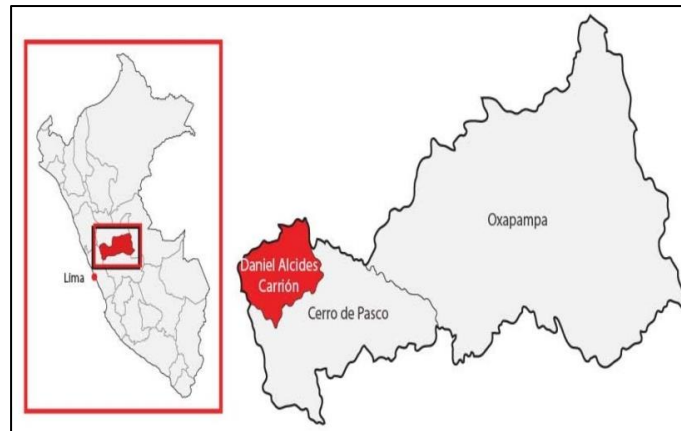 Lima
Oxapampa
Daniel Alcides
Carrión
Cerro de Pasco